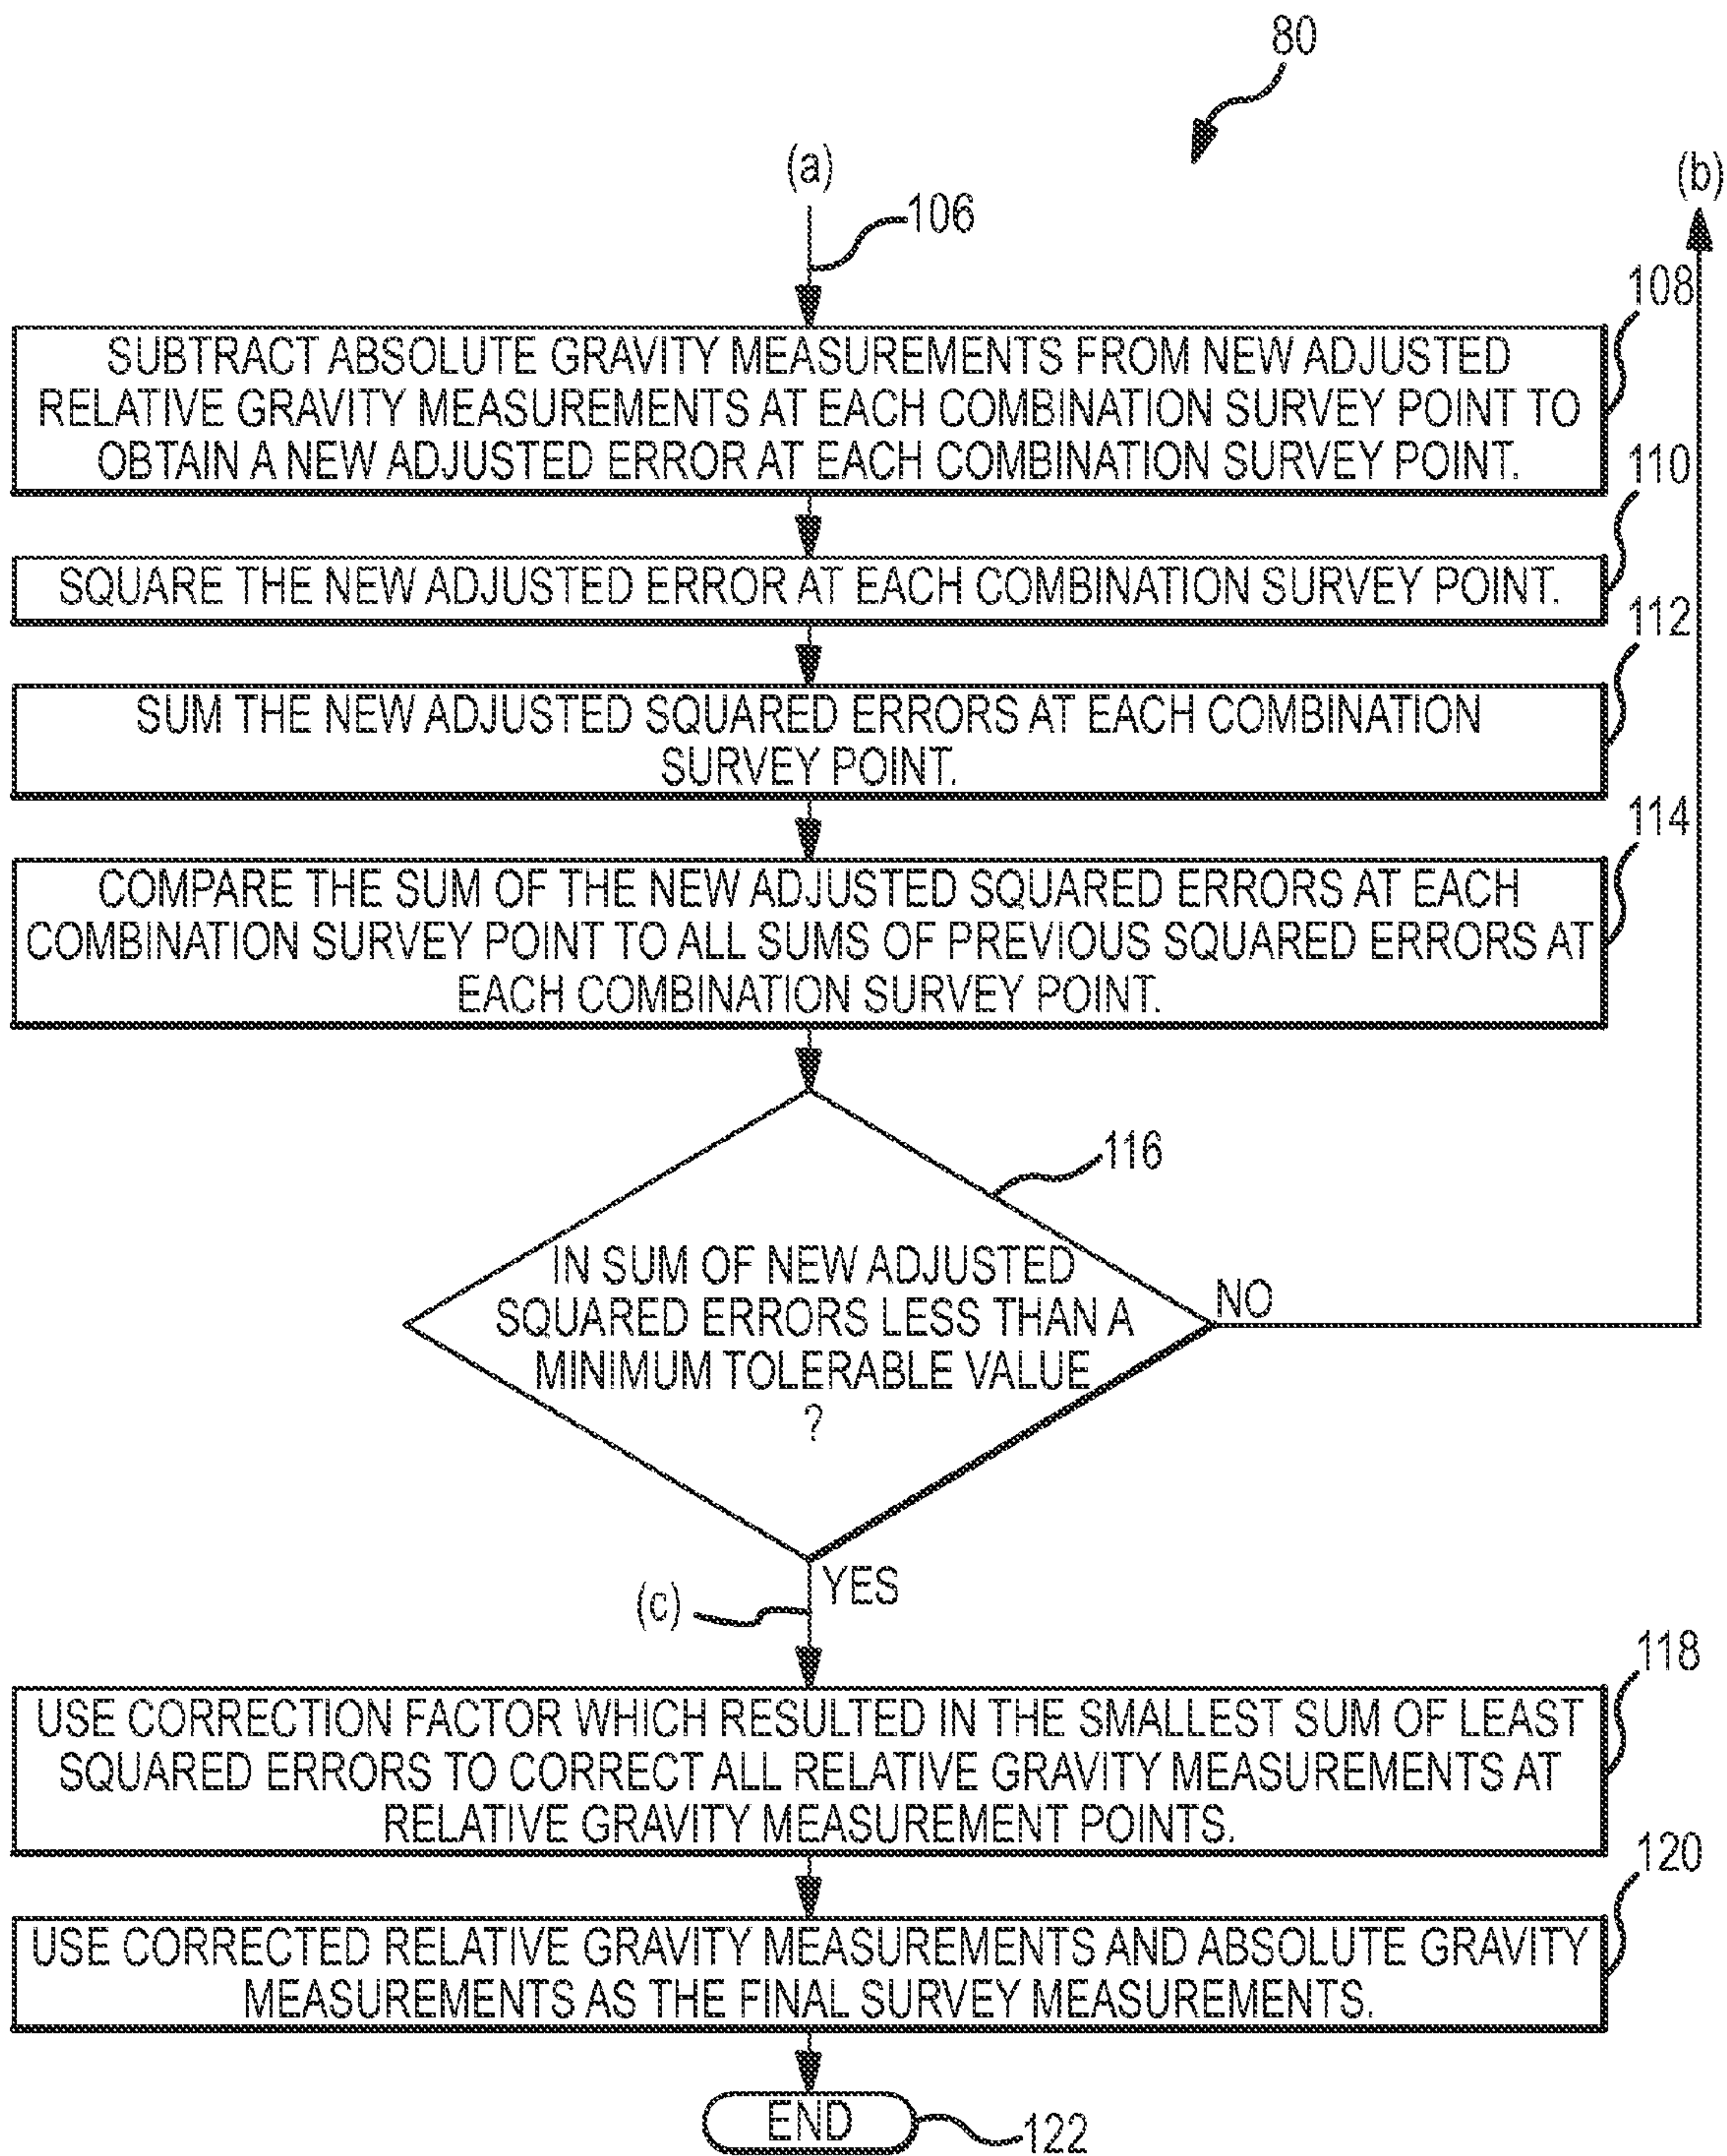 80
(a)
(b)
106
108
SUBTRACT ABSOLUTE GRAVITY MEASUREMENTS FROM NEW ADJUSTED
RELATIVE GRAVITY MEASUREMENTS AT EACH COMBINATION SURVEY POINT TO
OBTAIN A NEW ADJUSTED ERROR AT EACH COMBINATION SURVEY POINT.
110
SQUARE THE NEW ADJUSTED ERROR AT EACH COMBINATION SURVEY POINT.
112
SUM THE NEW ADJUSTED SQUARED ERRORS AT EACH COMBINATION
SURVEY POINT.
114
COMPARE THE SUM OF THE NEW ADJUSTED SQUARED ERRORS AT EACH
COMBINATION SURVEY POINT TO ALL SUMS OF PREVIOUS SQUARED ERRORS AT
EACH COMBINATION SURVEY POINT.
116
IN SUM OF NEW ADJUSTED
SQUARED ERRORS LESS THAN A
MINIMUM TOLERABLE VALUE
?
NO
YES
(c)
118
USE CORRECTION FACTOR WHICH RESULTED IN THE SMALLEST SUM OF LEAST
SQUARED ERRORS TO CORRECT ALL RELATIVE GRAVITY MEASUREMENTS AT
RELATIVE GRAVITY MEASUREMENT POINTS.
120
USE CORRECTED RELATIVE GRAVITY MEASUREMENTS AND ABSOLUTE GRAVITY
MEASUREMENTS AS THE FINAL SURVEY MEASUREMENTS.
END
122